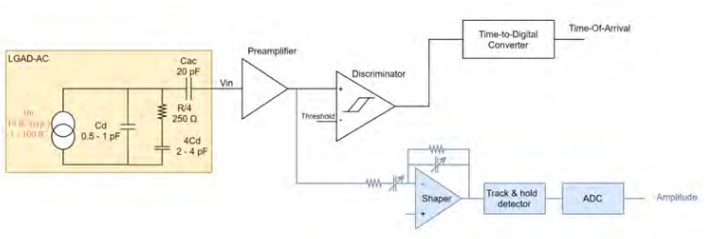 LGAD-AC
Cac
20 pF
Preamplifier
Time-to-Digital
Converter
Time-Of-Arrival
Vin
Discriminator
+
-
Threshold
Cd
0.5 - 1 pF
R/4
250 Ω
4Cd
2 - 4 pF
-
+
Shaper
Track & hold
detector
ADC
Amplitude